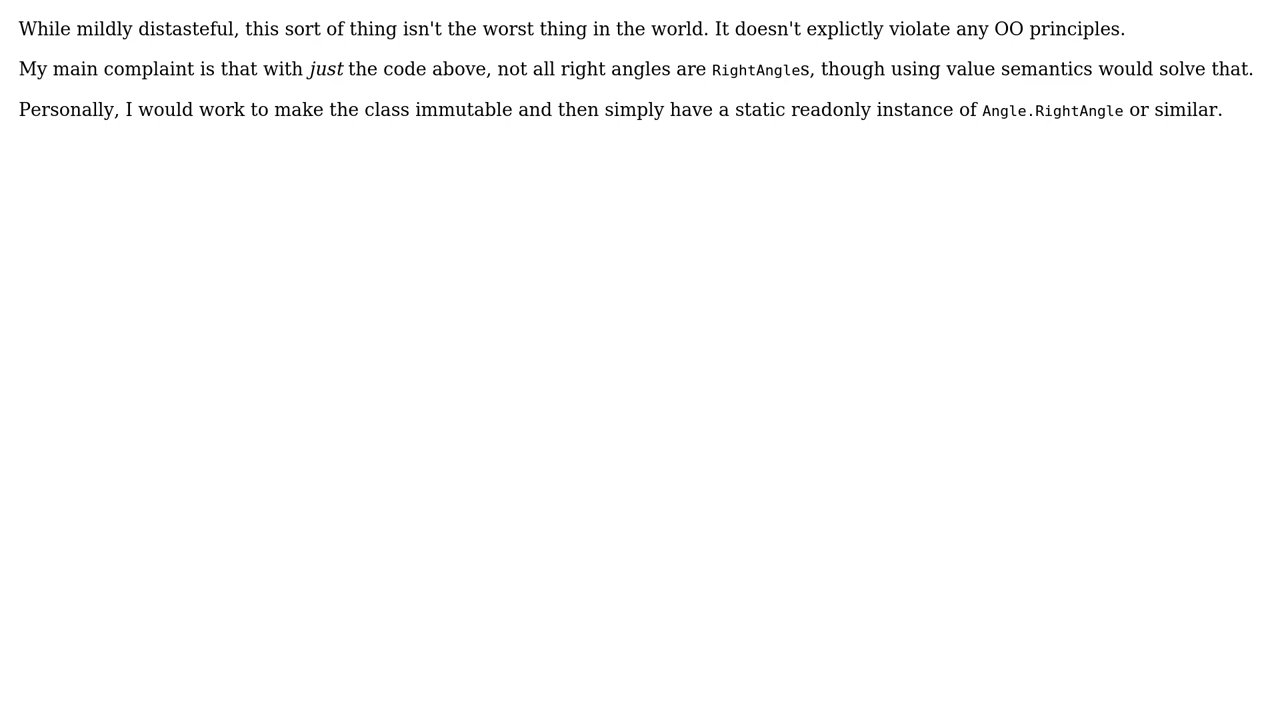 While mildly distasteful, this sort of thing isn't the worst thing in the world. It doesn't explictly violate any OO principles.
My main complaint is that with just the code above, not all right angles are RightAngles, though using value semantics would solve that.
Personally, I would work to make the class immutable and then simply have a static readonly instance of Angle.RightAngle or similar.